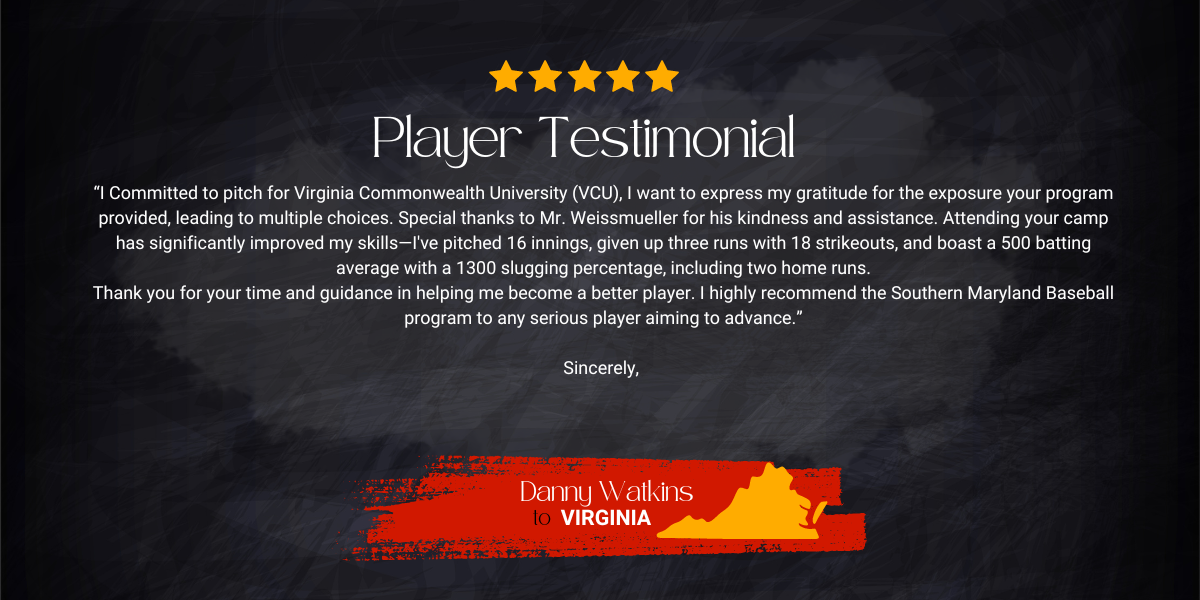 Player Testimonial
“I Committed to pitch for Virginia Commonwealth University (VCU), I want to express my gratitude for the exposure your program
provided, leading to multiple choices. Special thanks to Mr. Weissmueller for his kindness and assistance. Attending your camp
has significantly improved my skills—I've pitched 16 innings, given up three runs with 18 strikeouts, and boast a 500 batting
average with a 1300 slugging percentage, including two home runs.
Thank you for your time and guidance in helping me become a better player. I highly recommend the Southern Maryland Baseball
program to any serious player aiming to advance.”
Sincerely,
Danny Watkins
to VIRGINIA